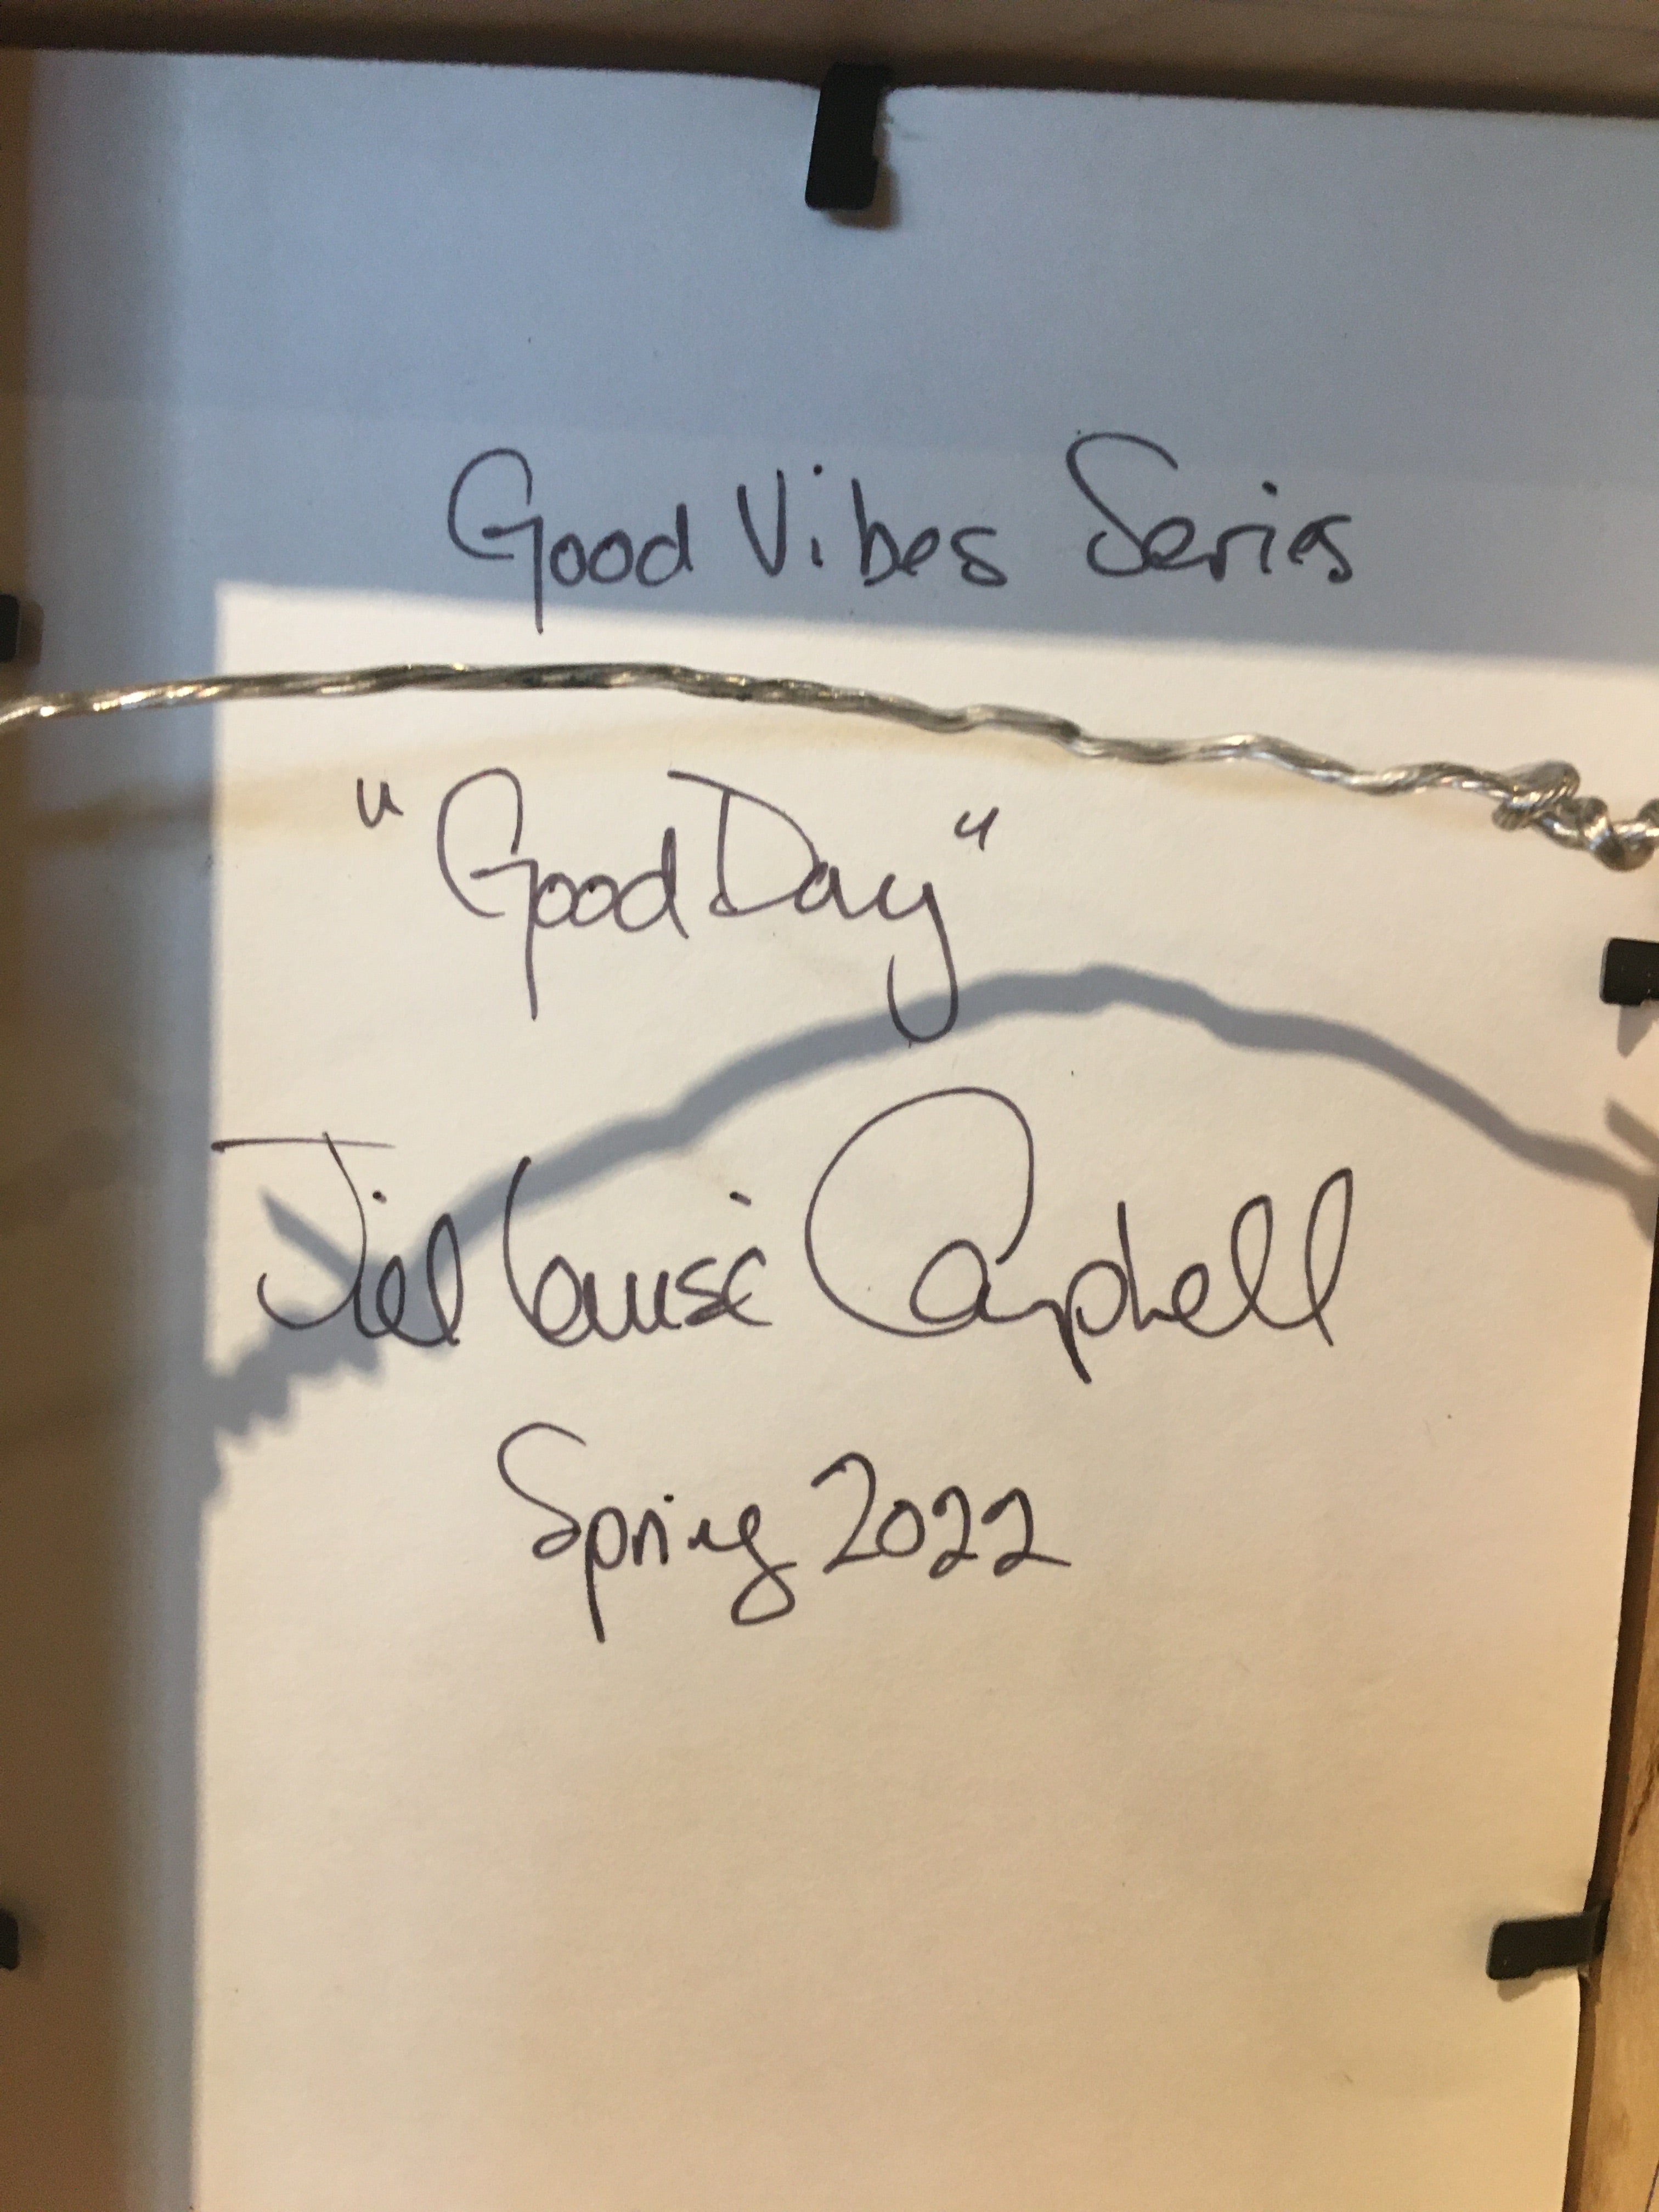 Good Vibes Series
"Good Day"
Jill Louise Campbell
Spring 2022